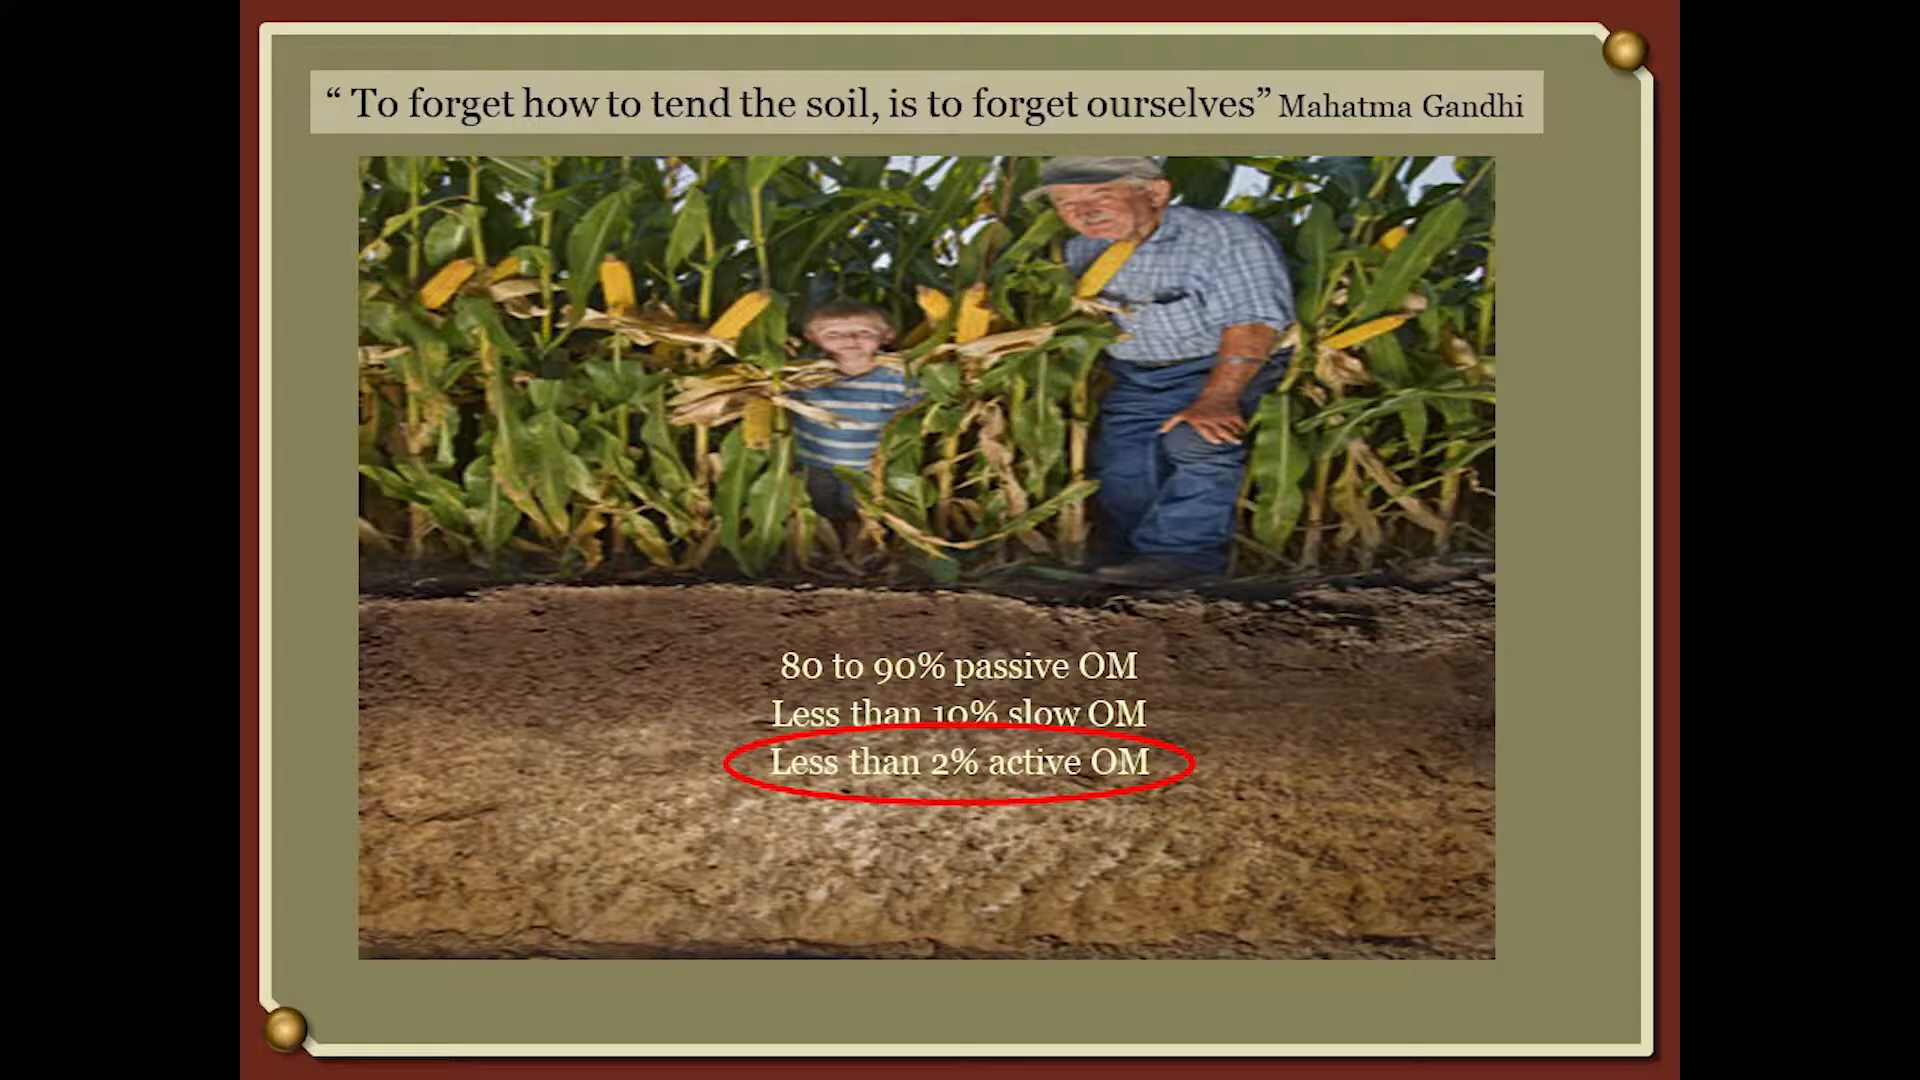 “ To forget how to tend the soil, is to forget ourselves” Mahatma Gandhi
80 to 90% passive OM
Less than 10% slow OM
Less than 2% active OM